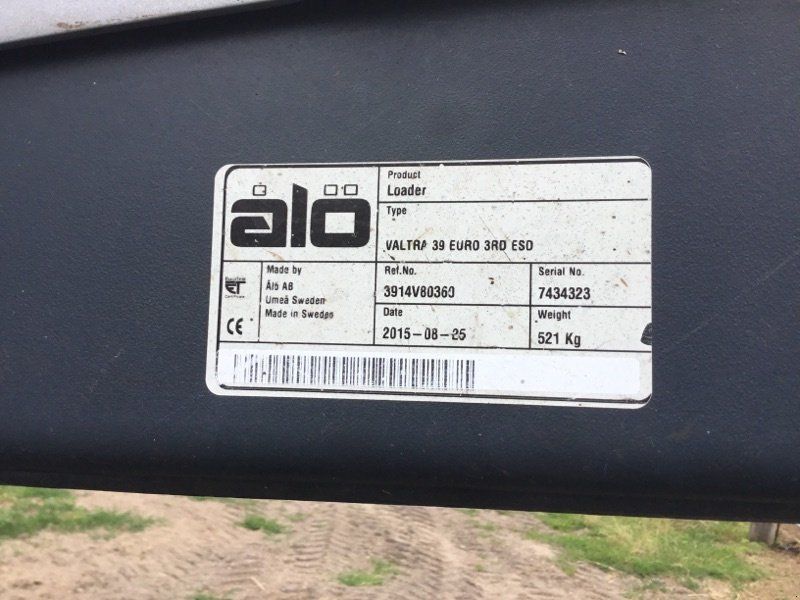 ålö
Product
Loader
Type
VALTRA 39 EURO 3RD ESD
Made by
Ålö AB
Umeå Sweden
Made in Sweden
Ref.No.
3914V80360
Serial No.
7434323
Date
2015-08-25
Weight
521 Kg
CE